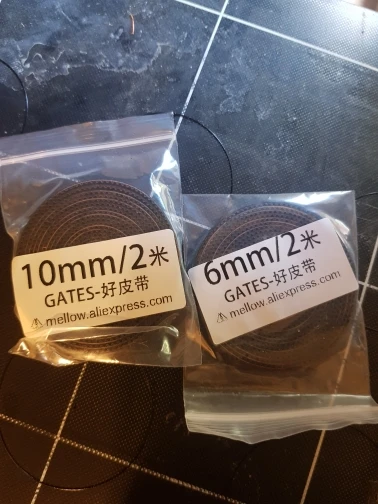 10mm/2米
GATES-好皮带
⚠ mellow.aliexpress.com
6mm/2米
GATES-好皮带
⚠ mellow.aliexpress.com